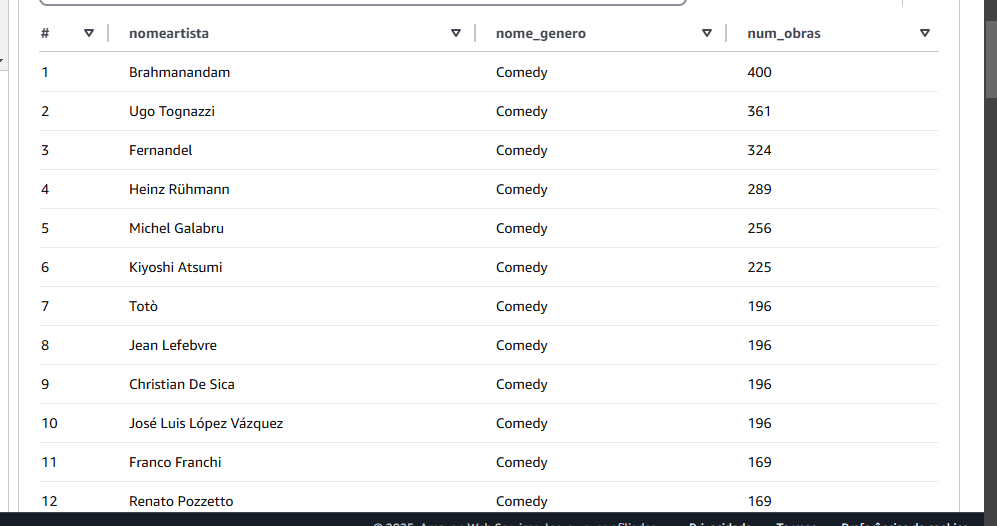 # nomeartista nome_genero num_obras
1 Brahmanandam Comedy 400
2 Ugo Tognazzi Comedy 361
3 Fernandel Comedy 324
4 Heinz Rühmann Comedy 289
5 Michel Galabru Comedy 256
6 Kiyoshi Atsumi Comedy 225
7 Totò Comedy 196
8 Jean Lefebvre Comedy 196
9 Christian De Sica Comedy 196
10 José Luis López Vázquez Comedy 196
11 Franco Franchi Comedy 169
12 Renato Pozzetto Comedy 169